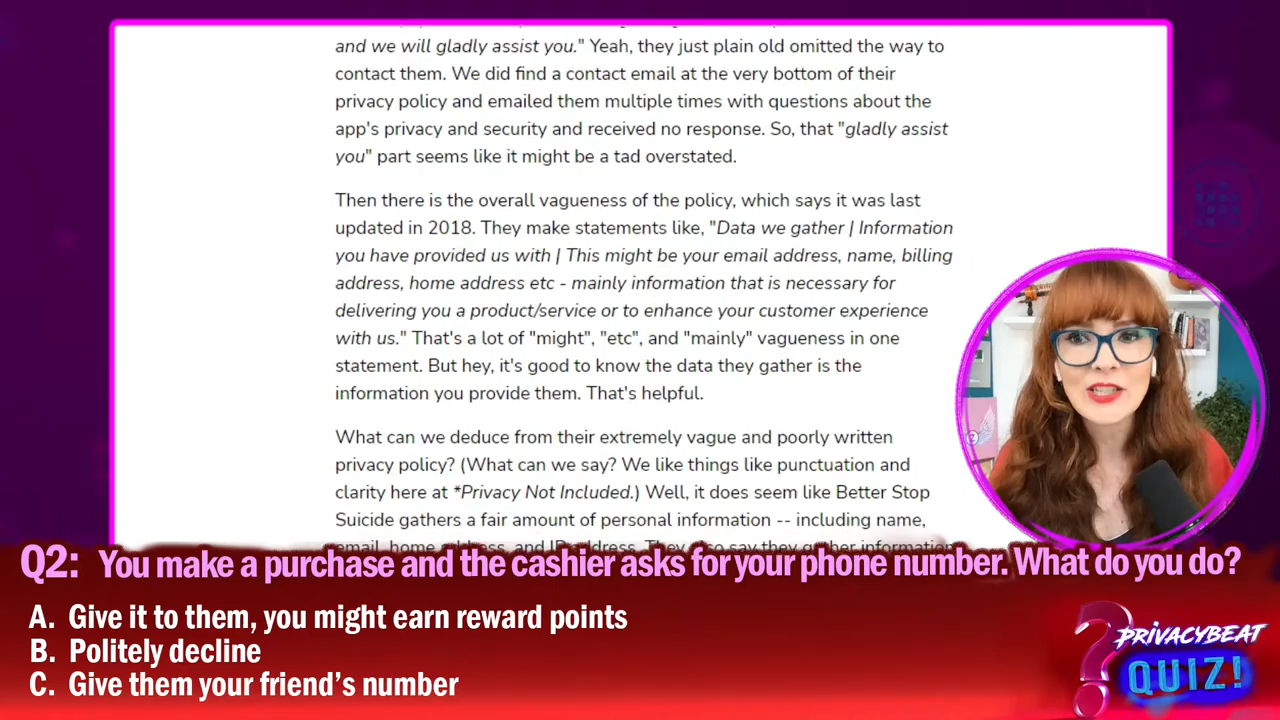 and we will gladly assist you." Yeah, they just plain old omitted the way to
contact them. We did find a contact email at the very bottom of their
privacy policy and emailed them multiple times with questions about the
app's privacy and security and received no response. So, that "gladly assist
you" part seems like it might be a tad overstated.
Then there is the overall vagueness of the policy, which says it was last
updated in 2018. They make statements like, "Data we gather | Information
you have provided us with | This might be your email address, name, billing
address, home address etc - mainly information that is necessary for
delivering you a product/service or to enhance your customer experience
with us." That's a lot of "might", "etc", and "mainly" vagueness in one
statement. But hey, it's good to know the data they gather is the
information you provide them. That's helpful.
What can we deduce from their extremely vague and poorly written
privacy policy? (What can we say? We like things like punctuation and
clarity here at *Privacy Not Included.) Well, it does seem like Better Stop
Suicide gathers a fair amount of personal information -- including name,
email, home address, and IP address. They also say they gather information
Q2: You make a purchase and the cashier asks for your phone number. What do you do?
A. Give it to them, you might earn reward points
B. Politely decline
C. Give them your friend's number
PRIVACYBEAT
QUIZ!